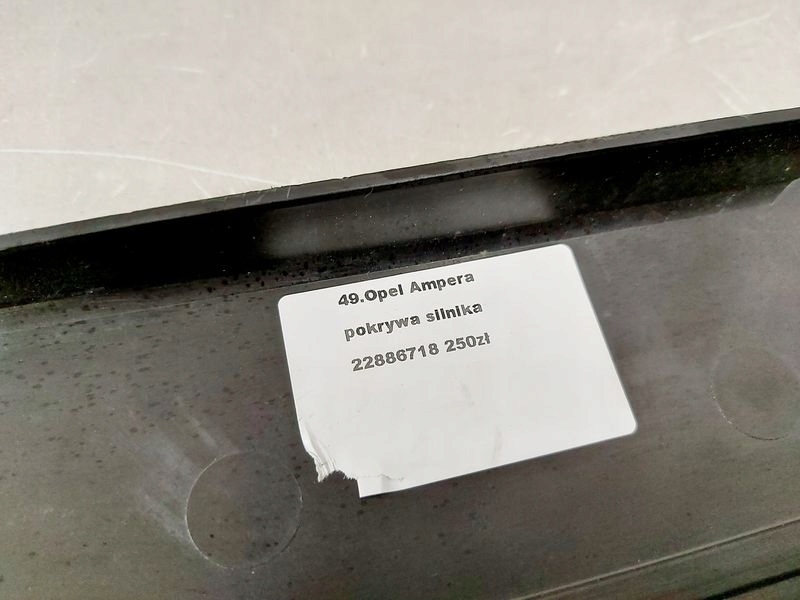 49.Opel Ampera
pokrywa silnika
22886718 250zł